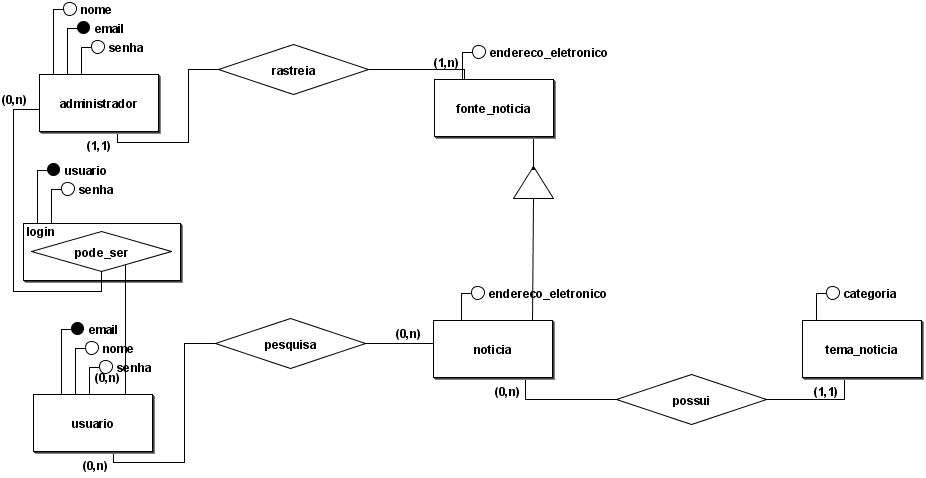 nome
email
senha
endereco_eletronico
rastreia
(1,n)
(0,n)
administrador
fonte_noticia
(1,1)
usuario
senha
login
pode_ser
endereco_eletronico
categoria
email
nome
senha
(0,n)
pesquisa
(0,n)
noticia
tema_noticia
(0,n)
possui
(1,1)
usuario
(0,n)